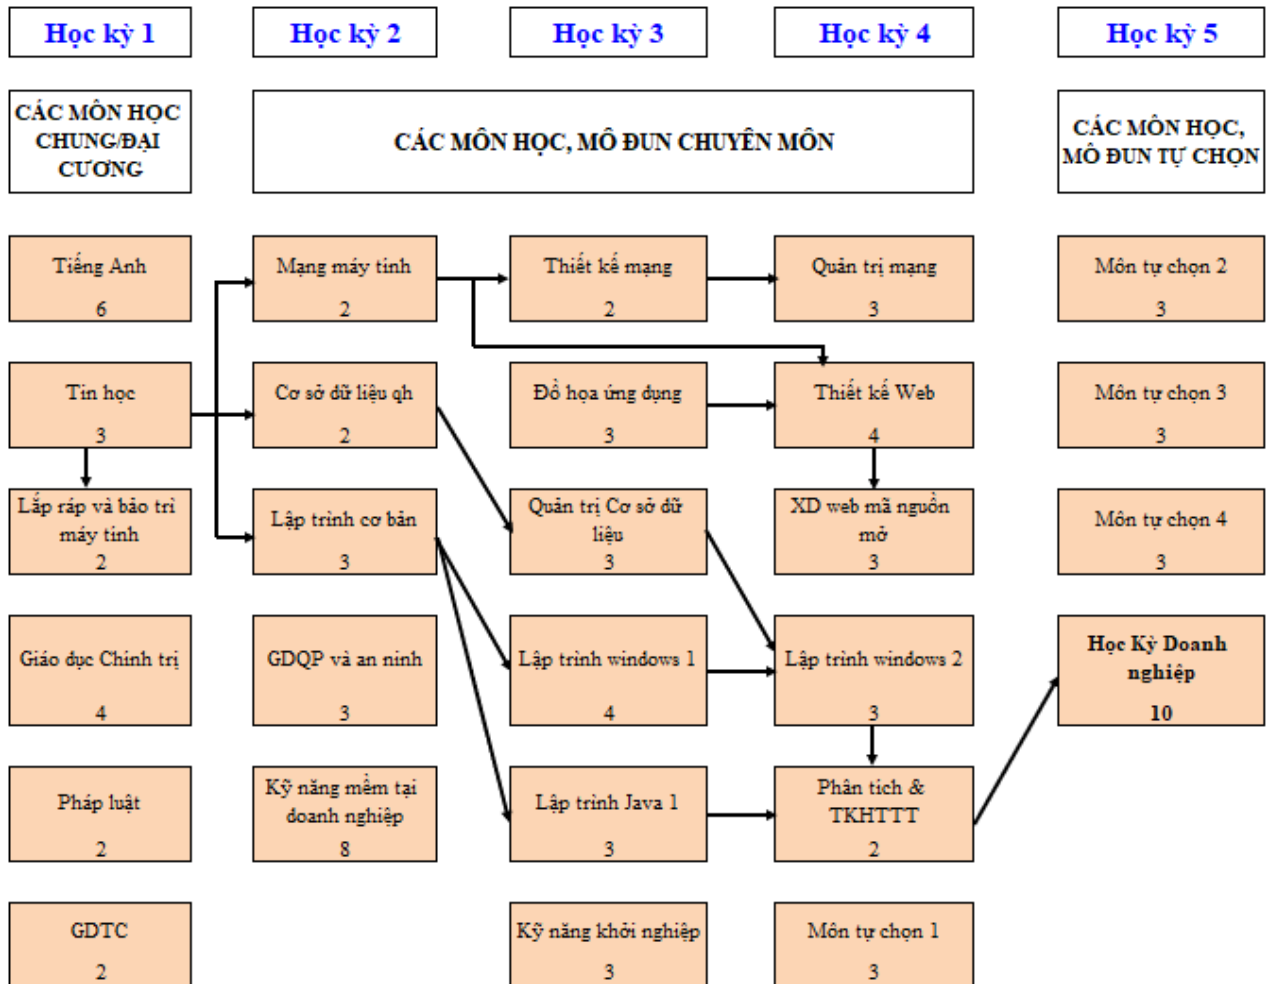 Học kỳ 1
Học kỳ 2
Học kỳ 3
Học kỳ 4
Học kỳ 5
CÁC MÔN HỌC
CHUNG/ĐẠI
CƯƠNG
CÁC MÔN HỌC, MÔ ĐUN CHUYÊN MÔN
CÁC MÔN HỌC,
MÔ ĐUN TỰ CHỌN
Tiếng Anh
6
Mạng máy tính
2
Thiết kế mạng
2
Quản trị mạng
3
Môn tự chọn 2
3
Tin học
3
Cơ sở dữ liệu qh
2
Đồ họa ứng dụng
3
Thiết kế Web
4
Môn tự chọn 3
3
Lắp ráp và bảo trì
máy tính
2
Lập trình cơ bản
3
Quản trị Cơ sở dữ
liệu
3
XD web mã nguồn
mở
3
Môn tự chọn 4
3
Giáo dục Chính trị
4
GDQP và an ninh
3
Lập trình windows 1
4
Lập trình windows 2
3
Học Kỳ Doanh
nghiệp
10
Pháp luật
2
Kỹ năng mềm tại
doanh nghiệp
8
Lập trình Java 1
3
Phân tích &
TKHTTT
2
GDTC
2
Kỹ năng khởi nghiệp
3
Môn tự chọn 1
3